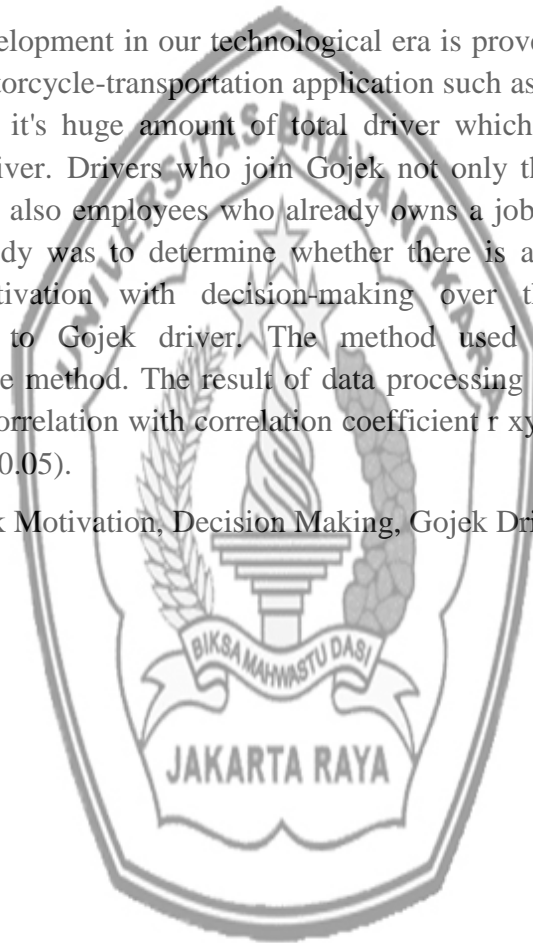 elopment in our technological era is prove
torcycle-transportation application such as
it's huge amount of total driver which
iver. Drivers who join Gojek not only th
also employees who already owns a job
dy was to determine whether there is a
tivation with decision-making over th
to Gojek driver. The method used
e method. The result of data processing
orrelation with correlation coefficient r xy
0.05).
k Motivation, Decision Making, Gojek Dri
UNIVERSITAS BHAYANGKARA
BIKSA MAHWASTU DASI
JAKARTA RAYA